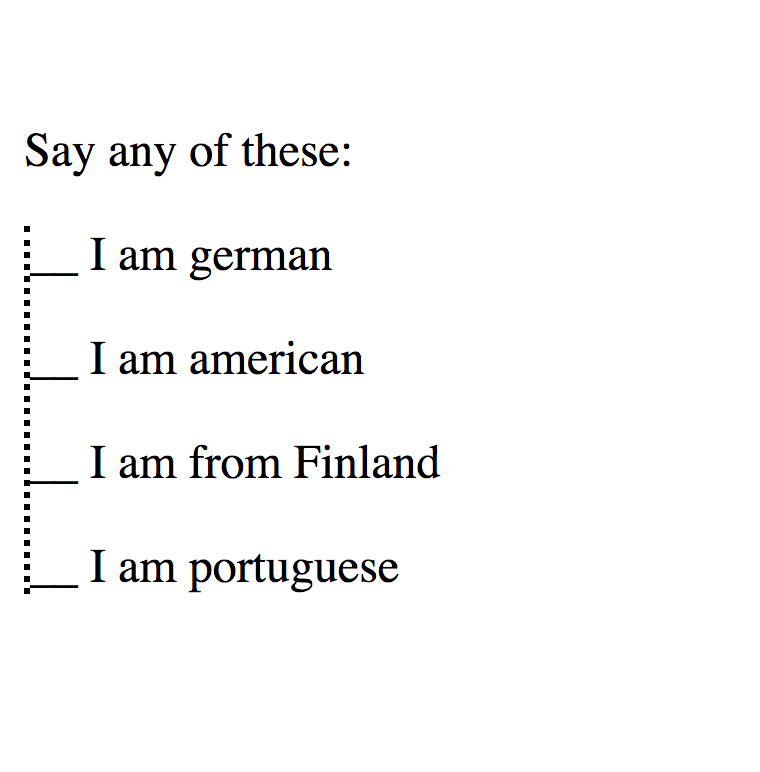 Say any of these:
__ I am german
__ I am american
__ I am from Finland
__ I am portuguese